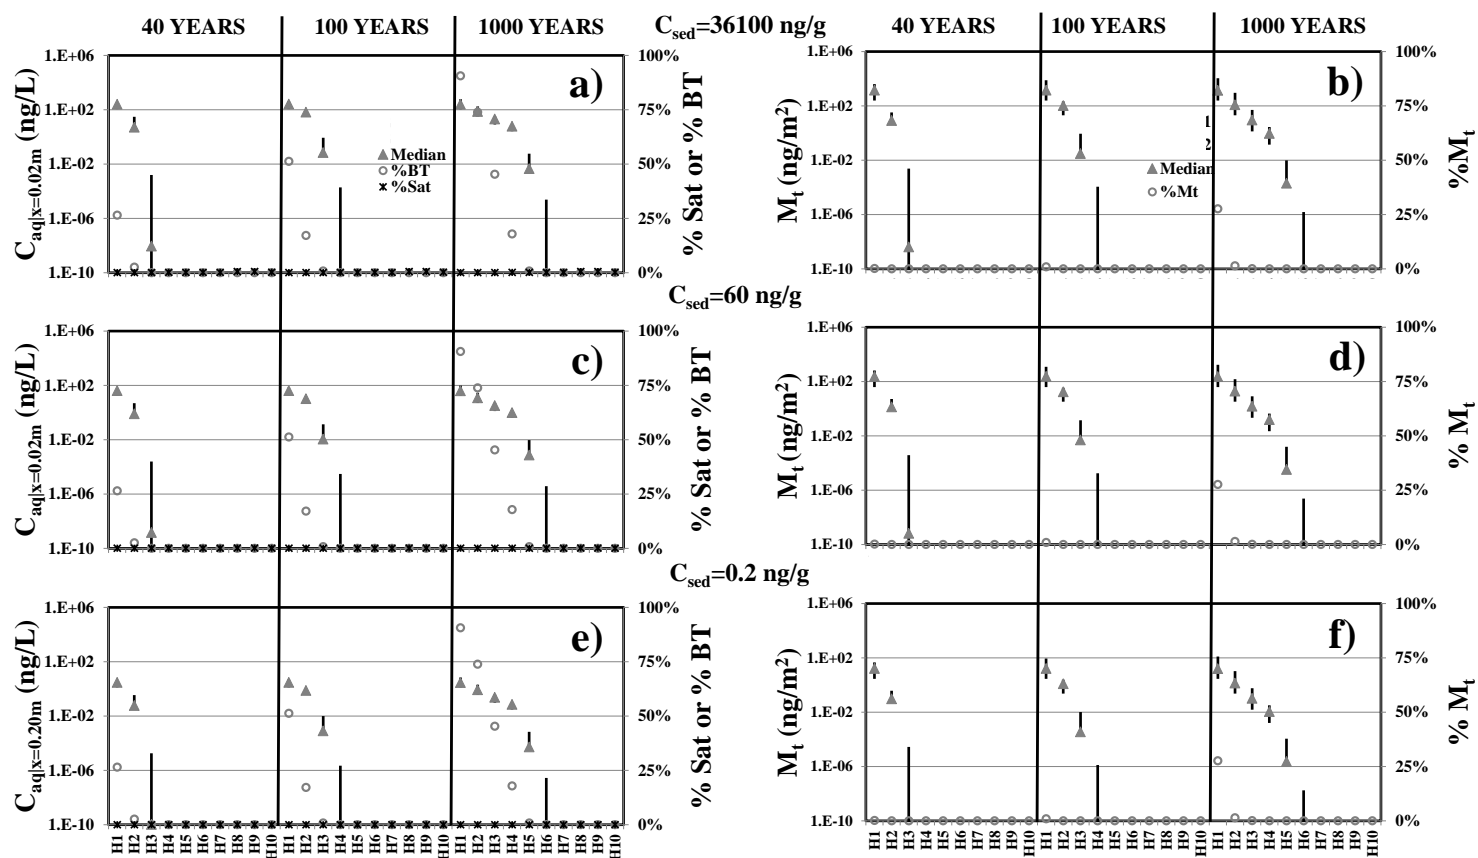 40 YEARS 100 YEARS 1000 YEARS C_sed=36100 ng/g 40 YEARS 100 YEARS 1000 YEARS
a)
C_aq|x=0.02m (ng/L)
1.E+06
1.E+02
1.E-02
1.E-06
1.E-10
Median
%BT
%Sat
100%
75%
50%
25%
0%
% Sat or % BT
b)
M_t (ng/m²)
1.E+06
1.E+02
1.E-02
1.E-06
1.E-10
Median
%Mt
100%
75%
50%
25%
0%
%M_t
C_sed=60 ng/g
c)
C_aq|x=0.02m (ng/L)
1.E+06
1.E+02
1.E-02
1.E-06
1.E-10
100%
75%
50%
25%
0%
% Sat or % BT
d)
M_t (ng/m²)
1.E+06
1.E+02
1.E-02
1.E-06
1.E-10
100%
75%
50%
25%
0%
% M_t
C_sed=0.2 ng/g
e)
C_aq|x=0.20m (ng/L)
1.E+06
1.E+02
1.E-02
1.E-06
1.E-10
100%
75%
50%
25%
0%
% Sat or % BT
H1 H2 H3 H4 H5 H6 H7 H8 H9 H10 H1 H2 H3 H4 H5 H6 H7 H8 H9 H10 H1 H2 H3 H4 H5 H6 H7 H8 H9 H10
f)
M_t (ng/m²)
1.E+06
1.E+02
1.E-02
1.E-06
1.E-10
100%
75%
50%
25%
0%
% M_t
H1 H2 H3 H4 H5 H6 H7 H8 H9 H10 H1 H2 H3 H4 H5 H6 H7 H8 H9 H10 H1 H2 H3 H4 H5 H6 H7 H8 H9 H10